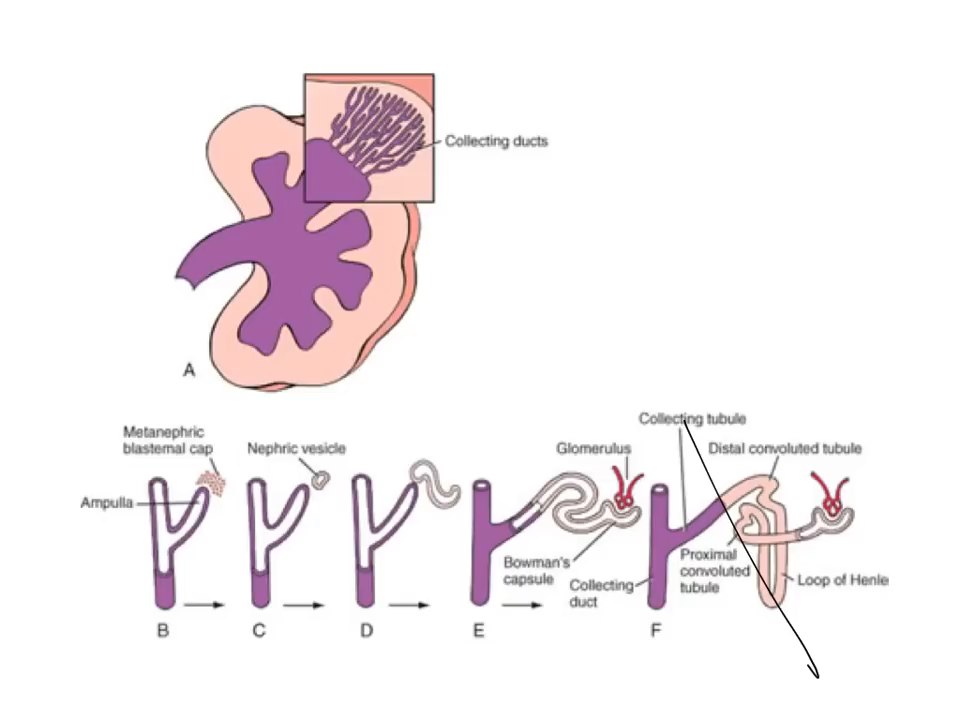 Collecting ducts
A
Metanephric
blastemal cap
Nephric vesicle
Ampulla
Glomerulus
Collecting tubule
Distal convoluted tubule
Bowman's
capsule
Collecting
duct
Proximal
convoluted
tubule
Loop of Henle
B
C
D
E
F